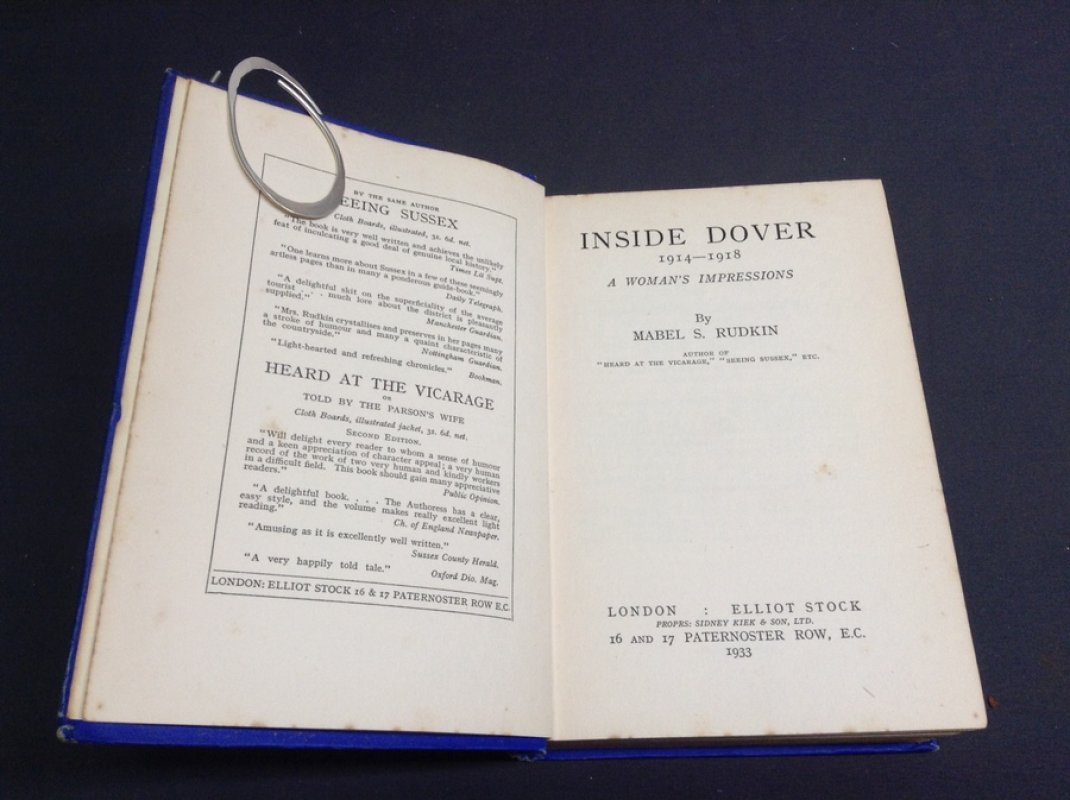 BY THE SAME AUTHOR
EEING SUSSEX
Cloth Boards, illustrated, 3s. 6d. net.
"The book is very well written and achieves the unlikely
feat of inculcating a good deal of genuine local history."
Times Lit Supt.
"One learns more about Sussex in a few of these seemingly
artless pages than in many a ponderous guide-book."
Daily Telegraph.
"A delightful skit on the superficiality of the average
tourist . . . much lore about the district is pleasantly
supplied."
Manchester Guardian.
"Mrs. Rudkin crystallises and preserves in her pages many
a stroke of humour and many a quaint characteristic of
the countryside."
Nottingham Guardian.
"Light-hearted and refreshing chronicles."
Bookman.
HEARD AT THE VICARAGE
OR
TOLD BY THE PARSON'S WIFE
Cloth Boards, illustrated jacket, 3s. 6d. net.
SECOND EDITION.
"Will delight every reader to whom a sense of humour
and a keen appreciation of character appeal; a very human
record of the work of two very human and kindly workers
in a difficult field. This book should gain many appreciative
readers."
Public Opinion.
"A delightful book. . . . The Authoress has a clear,
easy style, and the volume makes really excellent light
reading."
Ch. of England Newspaper.
"Amusing as it is excellently well written."
Sussex County Herald.
"A very happily told tale."
Oxford Dio. Mag.
LONDON: ELLIOT STOCK 16 & 17 PATERNOSTER ROW E.C.
INSIDE DOVER
1914—1918
A WOMAN'S IMPRESSIONS
By
MABEL S. RUDKIN
AUTHOR OF
"HEARD AT THE VICARAGE," "SEEING SUSSEX," ETC.
LONDON : ELLIOT STOCK
PROPRS: SIDNEY KIEK & SON, LTD.
16 AND 17 PATERNOSTER ROW, E.C.
1933